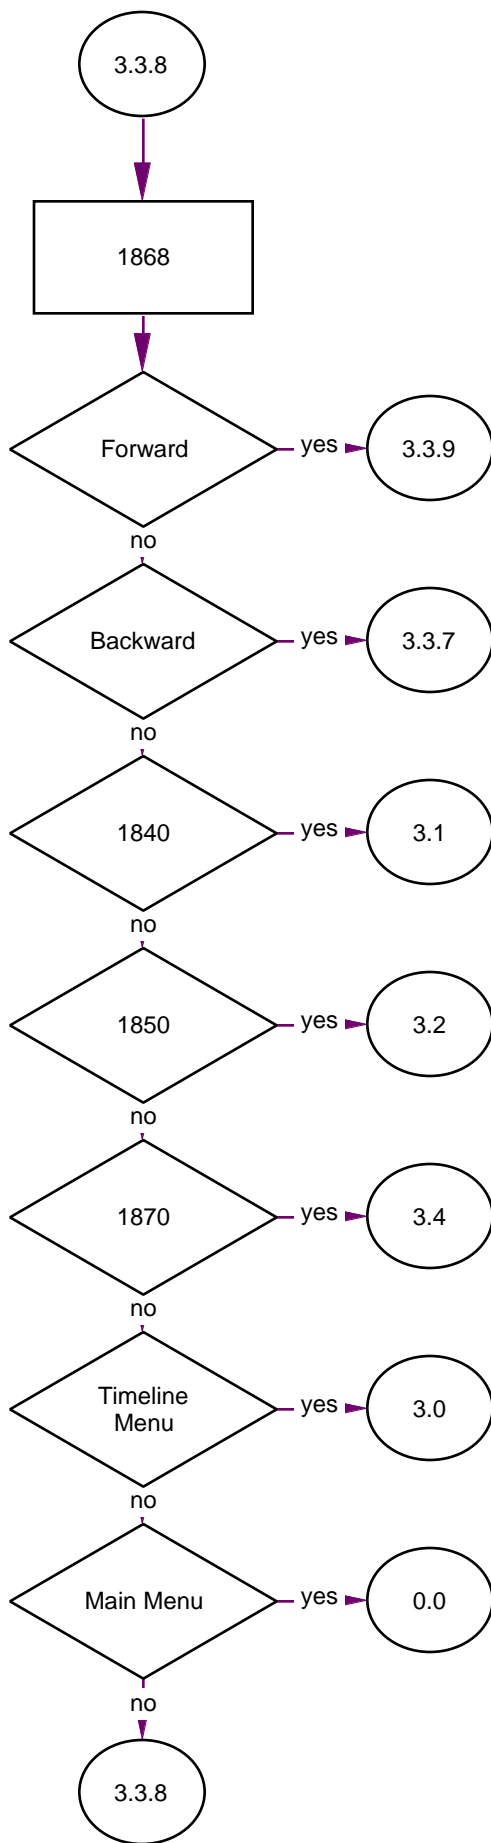 3.3.8
1868
Forward
yes
3.3.9
no
Backward
yes
3.3.7
no
1840
yes
3.1
no
1850
yes
3.2
no
1870
yes
3.4
no
Timeline
Menu
yes
3.0
no
Main Menu
yes
0.0
no
3.3.8